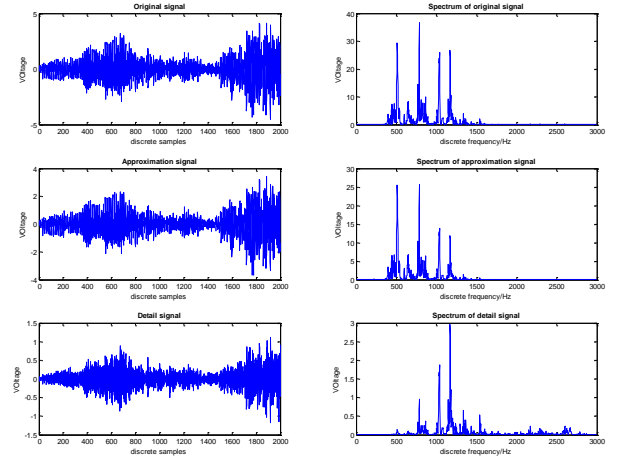 Original signal
5
0
-5
VOltage
0 200 400 600 800 1000 1200 1400 1600 1800 2000
discrete samples
Spectrum of original signal
40
30
20
10
0
VOltage
0 500 1000 1500 2000 2500 3000
discrete frequency/Hz
Approximation signal
4
2
0
-2
-4
VOltage
0 200 400 600 800 1000 1200 1400 1600 1800 2000
discrete samples
Spectrum of approximation signal
30
25
20
15
10
5
0
VOltage
0 500 1000 1500 2000 2500 3000
discrete frequency/Hz
Detail signal
1.5
1
0.5
0
-0.5
-1
-1.5
VOltage
0 200 400 600 800 1000 1200 1400 1600 1800 2000
discrete samples
Spectrum of detail signal
3
2.5
2
1.5
1
0.5
0
VOltage
0 500 1000 1500 2000 2500 3000
discrete frequency/Hz